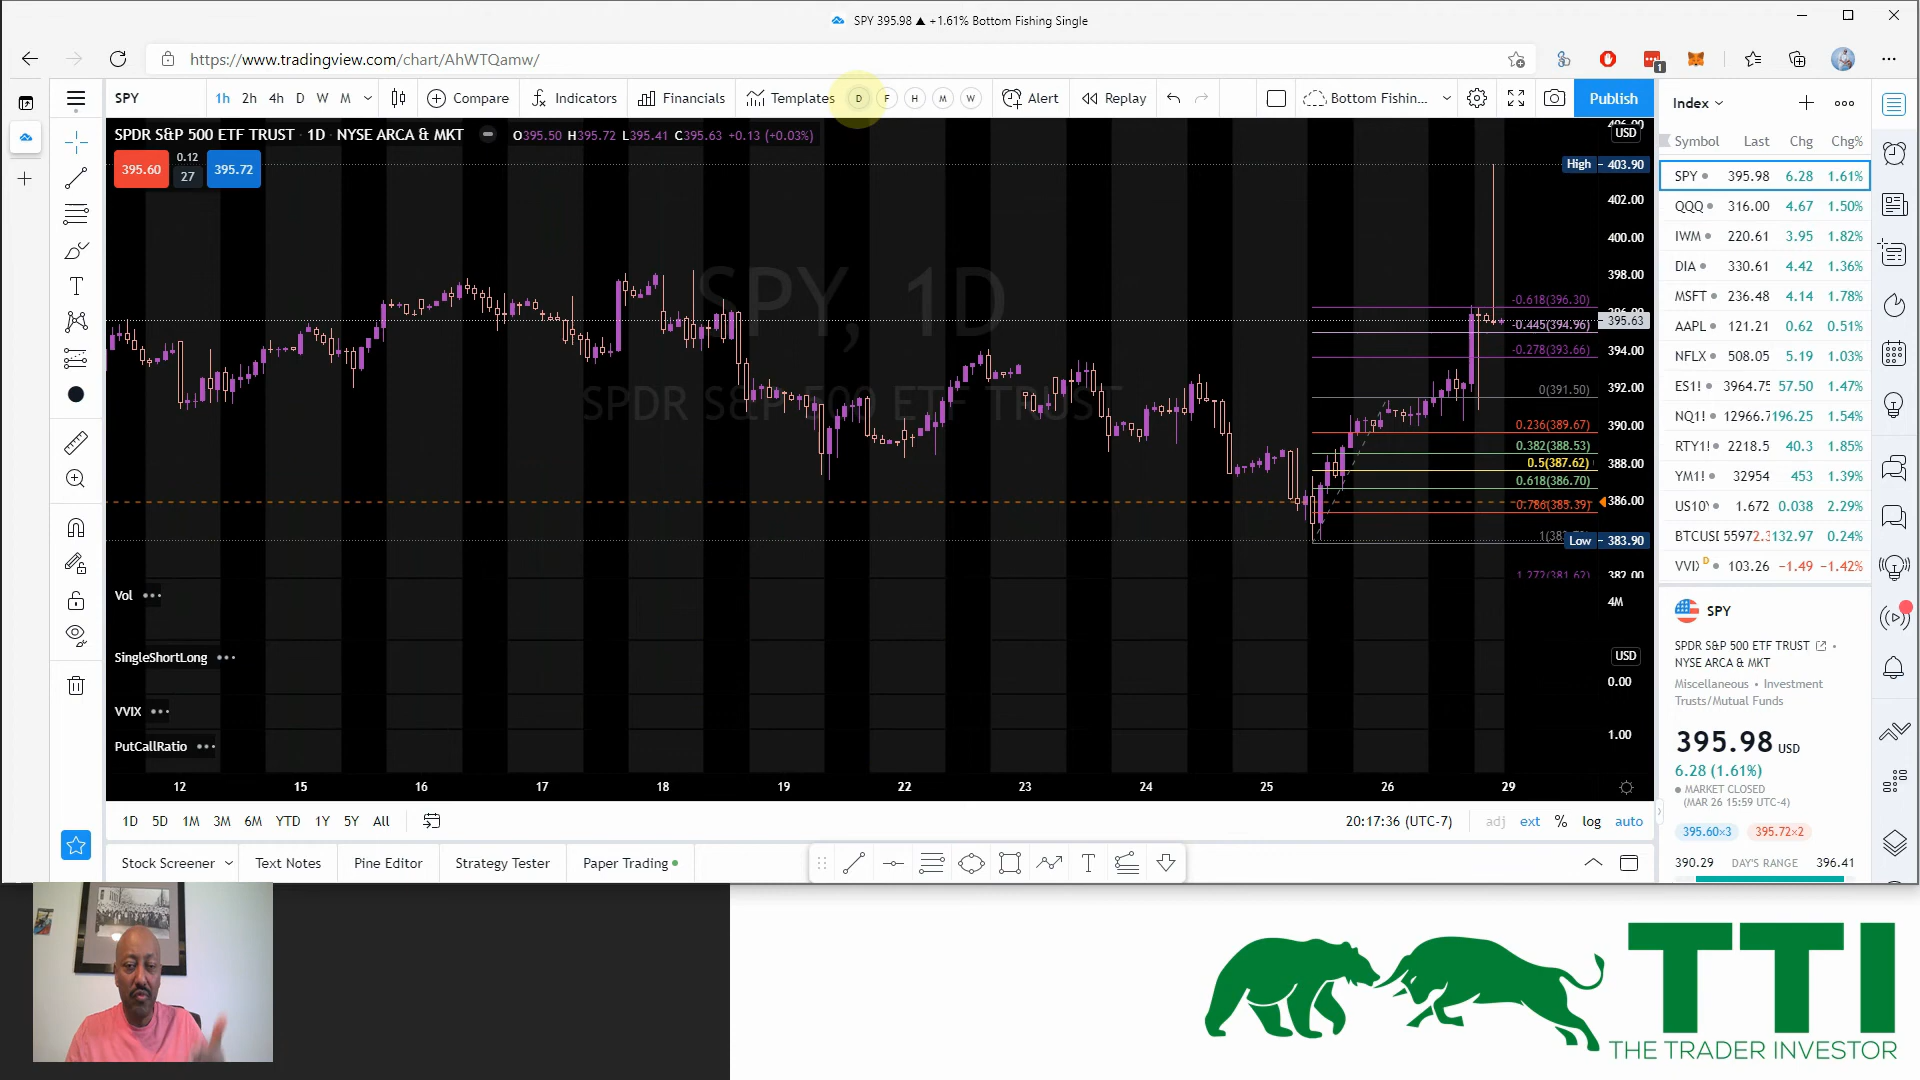 SPY 395.98 ▲ +1.61% Bottom Fishing Single
https://www.tradingview.com/chart/AhWTQamw/
1
SPY
1h 2h 4h D W M
Compare
Indicators
Financials
Templates
D F H M W
Alert
Replay
Bottom Fishin...
Publish
SPDR S&P 500 ETF TRUST · 1D · NYSE ARCA & MKT
O395.50 H395.72 L395.41 C395.63 +0.13 (+0.03%)
395.60 0.12 27 395.72
SPY, 1D
SPDR S&P 500 ETF TRUST
USD
High 403.90
402.00
400.00
398.00
-0.618(396.30)
395.63
-0.445(394.96)
-0.278(393.66)
394.00
392.00
0(391.50)
390.00
0.236(389.67)
0.382(388.53)
388.00
0.5(387.62)
0.618(386.70)
386.00
0.786(385.39)
Low 383.90
1.272(381.62)
382.00
Vol
4M
SingleShortLong
USD
0.00
VVIX
PutCallRatio
1.00
12 15 16 17 18 19 22 23 24 25 26 29
1D 5D 1M 3M 6M YTD 1Y 5Y All
20:17:36 (UTC-7)
adj ext % log auto
Stock Screener
Text Notes
Pine Editor
Strategy Tester
Paper Trading
Index
Symbol Last Chg Chg%
SPY 395.98 6.28 1.61%
QQQ 316.00 4.67 1.50%
IWM 220.61 3.95 1.82%
DIA 330.61 4.42 1.36%
MSFT 236.48 4.14 1.78%
AAPL 121.21 0.62 0.51%
NFLX 508.05 5.19 1.03%
ES1! 3964.75 57.50 1.47%
NQ1! 12966.7 196.25 1.54%
RTY1! 2218.5 40.3 1.85%
YM1! 32954 453 1.39%
US10Y 1.672 0.038 2.29%
BTCUSD 55972.3 132.97 0.24%
VVIX D 103.26 −1.49 −1.42%
SPY
SPDR S&P 500 ETF TRUST
NYSE ARCA & MKT
Miscellaneous • Investment
Trusts/Mutual Funds
395.98 USD
6.28 (1.61%)
MARKET CLOSED
(MAR 26 15:59 UTC-4)
395.60×3 395.72×2
390.29 DAY'S RANGE 396.41
TTI
THE TRADER INVESTOR